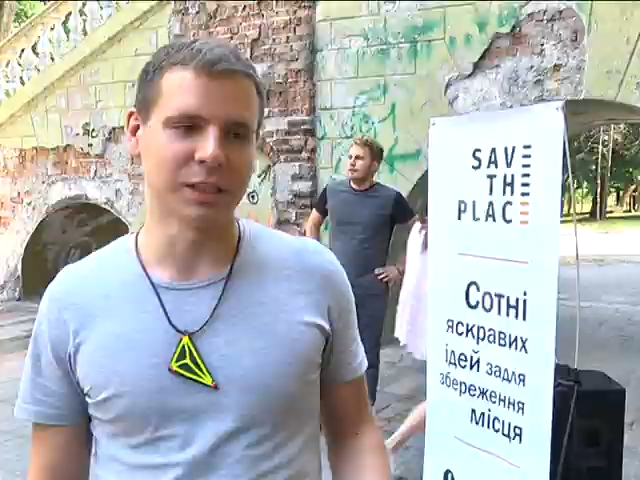 SAVE
THE
PLACE
Сотні
яскравих
ідей задля
збереження
місця